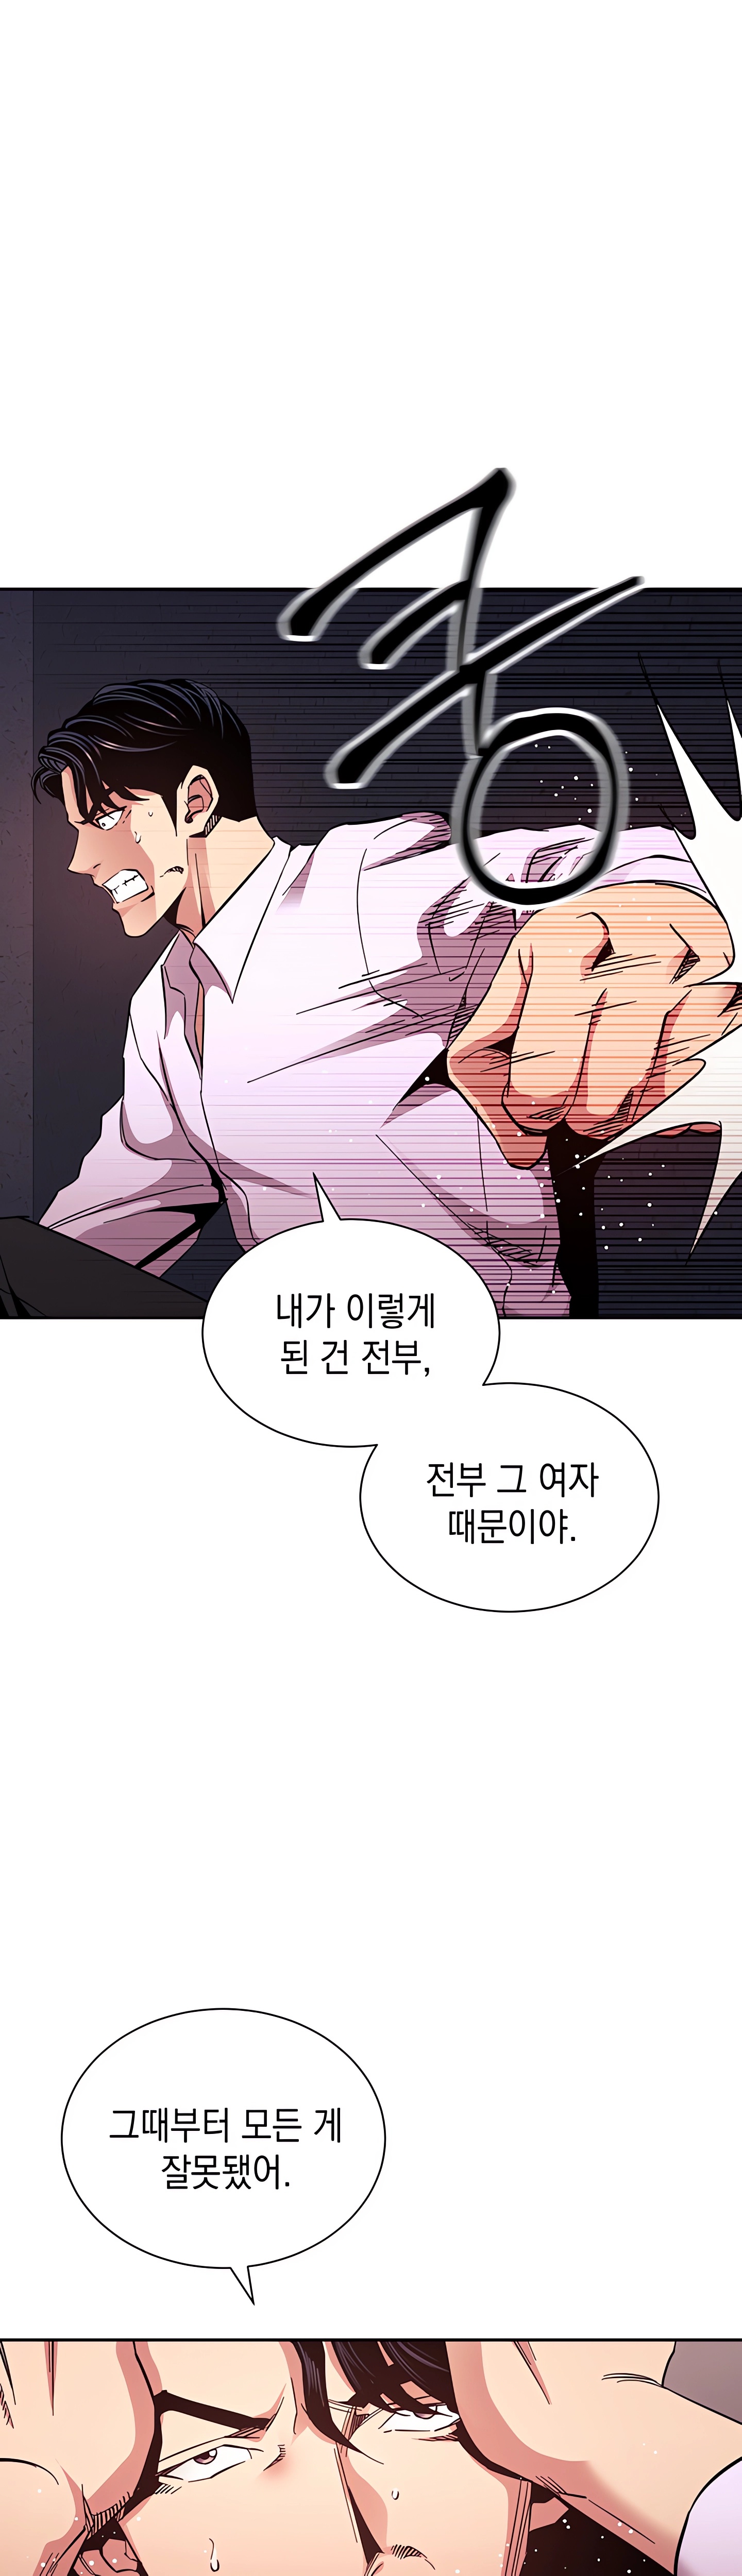 쿵
내가 이렇게
된 건 전부,
전부 그 여자
때문이야.
그때부터 모든 게
잘못됐어.